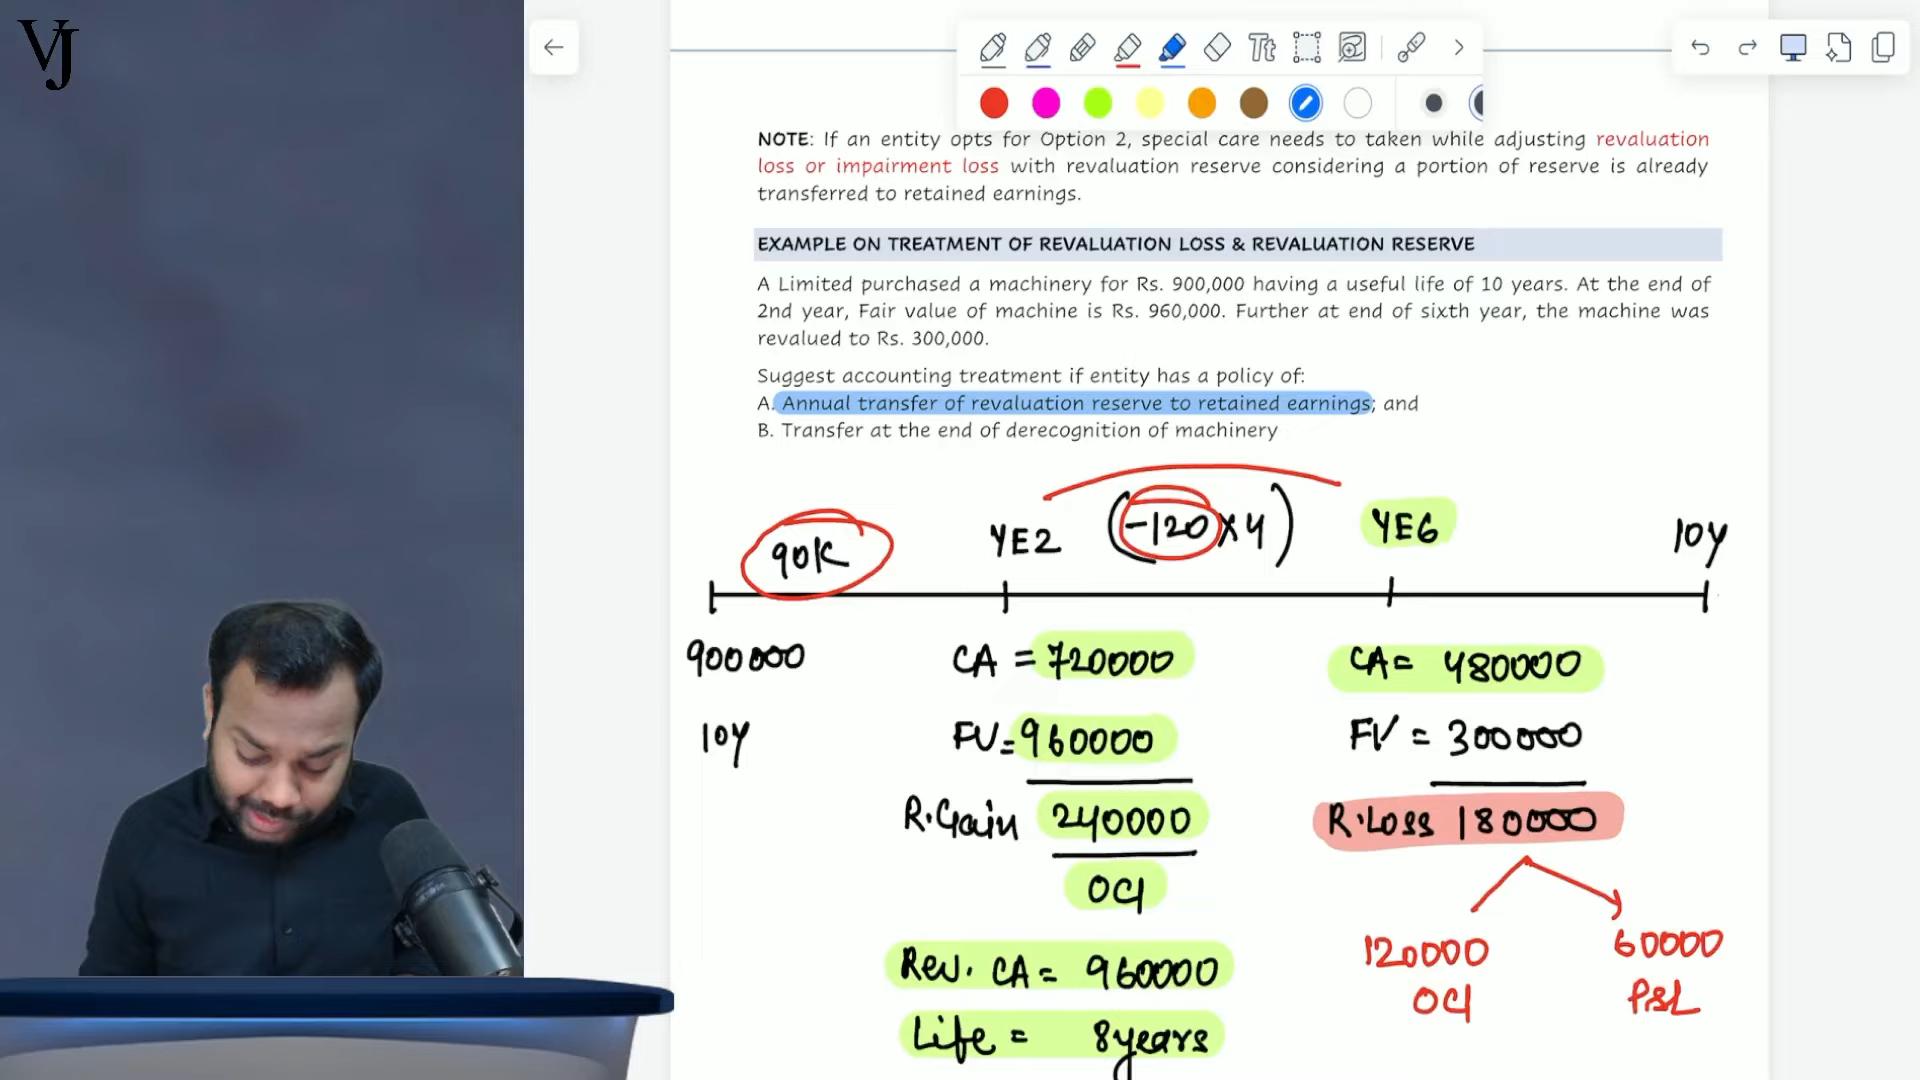 VJ
Tt
NOTE: If an entity opts for Option 2, special care needs to taken while adjusting revaluation
loss or impairment loss with revaluation reserve considering a portion of reserve is already
transferred to retained earnings.
EXAMPLE ON TREATMENT OF REVALUATION LOSS & REVALUATION RESERVE
A Limited purchased a machinery for Rs. 900,000 having a useful life of 10 years. At the end of
2nd year, Fair value of machine is Rs. 960,000. Further at end of sixth year, the machine was
revalued to Rs. 300,000.
Suggest accounting treatment if entity has a policy of:
A. Annual transfer of revaluation reserve to retained earnings; and
B. Transfer at the end of derecognition of machinery
90K YE2 (-120x4) YE6 10y
900000 CA = 720000 CA = 480000
10y FV = 960000 FV = 300000
R.Gain 240000 R.Loss 180000
OCI
120000 60000
Rev. CA = 960000
OCI P&L
Life = 8years